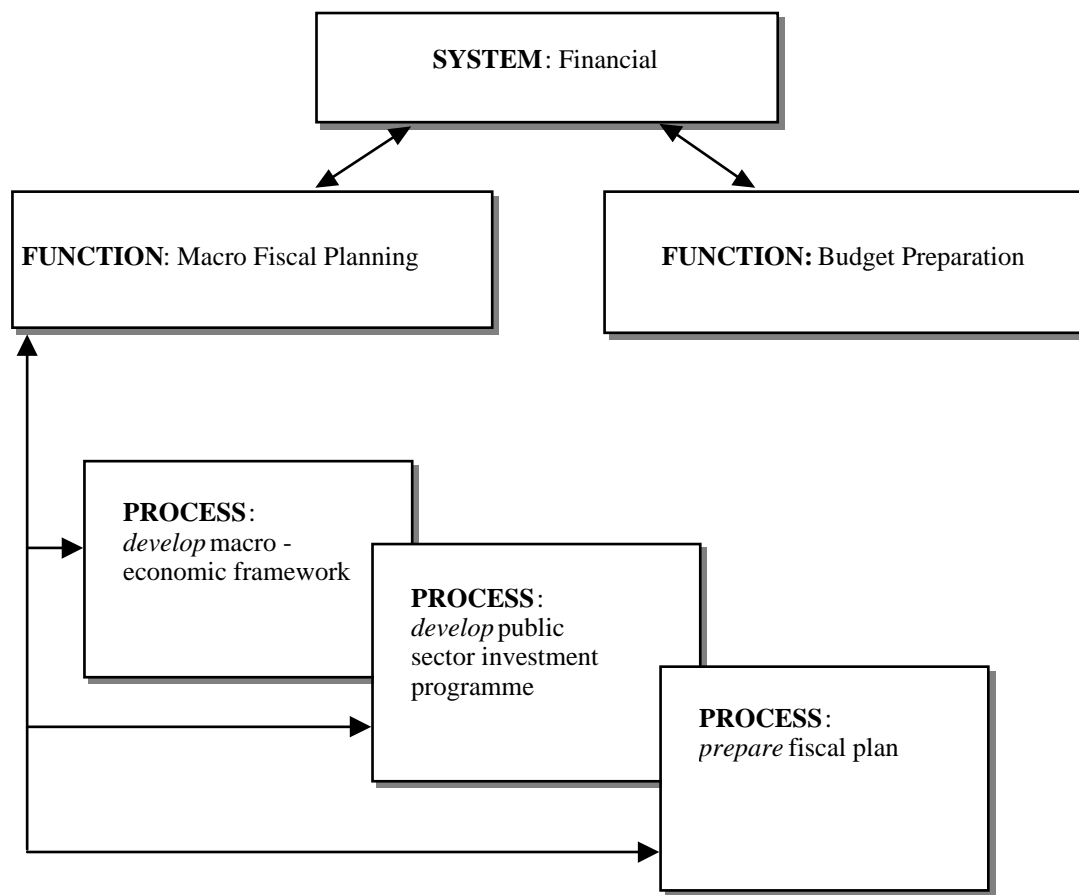 SYSTEM: Financial
FUNCTION: Macro Fiscal Planning
FUNCTION: Budget Preparation
PROCESS:
develop macro -
economic framework
PROCESS:
develop public
sector investment
programme
PROCESS:
prepare fiscal plan